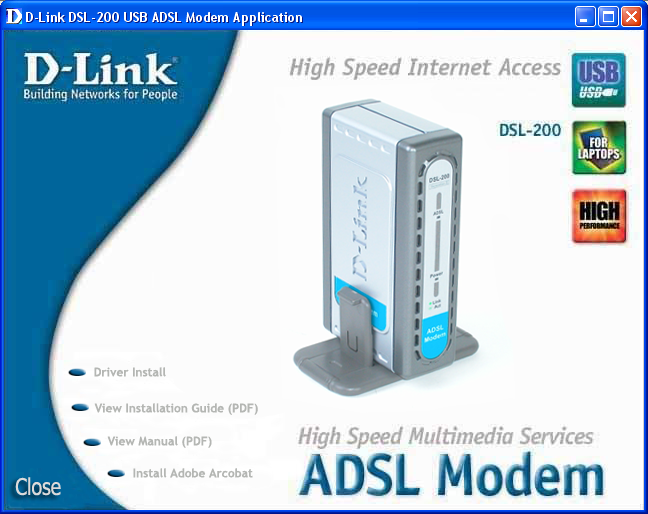 D-Link DSL-200 USB ADSL Modem Application
D-Link®
Building Networks for People
High Speed Internet Access
USB
USB
DSL-200
FOR
LAPTOPS
HIGH
PERFORMANCE
D-Link
DSL-200
ADSL
Power
Link
Act
ADSL
Modem
Driver Install
View Installation Guide (PDF)
View Manual (PDF)
Install Adobe Arcobat
High Speed Multimedia Services
ADSL Modem
Close